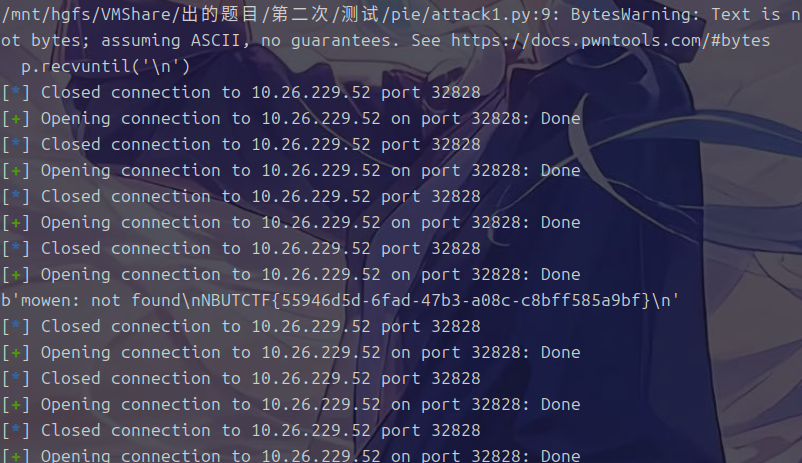 /mnt/hgfs/VMShare/出的题目/第二次/测试/pie/attack1.py:9: BytesWarning: Text is n
ot bytes; assuming ASCII, no guarantees. See https://docs.pwntools.com/#bytes
  p.recvuntil('\n')
[*] Closed connection to 10.26.229.52 port 32828
[+] Opening connection to 10.26.229.52 on port 32828: Done
[*] Closed connection to 10.26.229.52 port 32828
[+] Opening connection to 10.26.229.52 on port 32828: Done
[*] Closed connection to 10.26.229.52 port 32828
[+] Opening connection to 10.26.229.52 on port 32828: Done
[*] Closed connection to 10.26.229.52 port 32828
[+] Opening connection to 10.26.229.52 on port 32828: Done
b'mowen: not found\nNBUTCTF{55946d5d-6fad-47b3-a08c-c8bff585a9bf}\n'
[*] Closed connection to 10.26.229.52 port 32828
[+] Opening connection to 10.26.229.52 on port 32828: Done
[*] Closed connection to 10.26.229.52 port 32828
[+] Opening connection to 10.26.229.52 on port 32828: Done
[*] Closed connection to 10.26.229.52 port 32828
[+] Opening connection to 10.26.229.52 on port 32828: Done